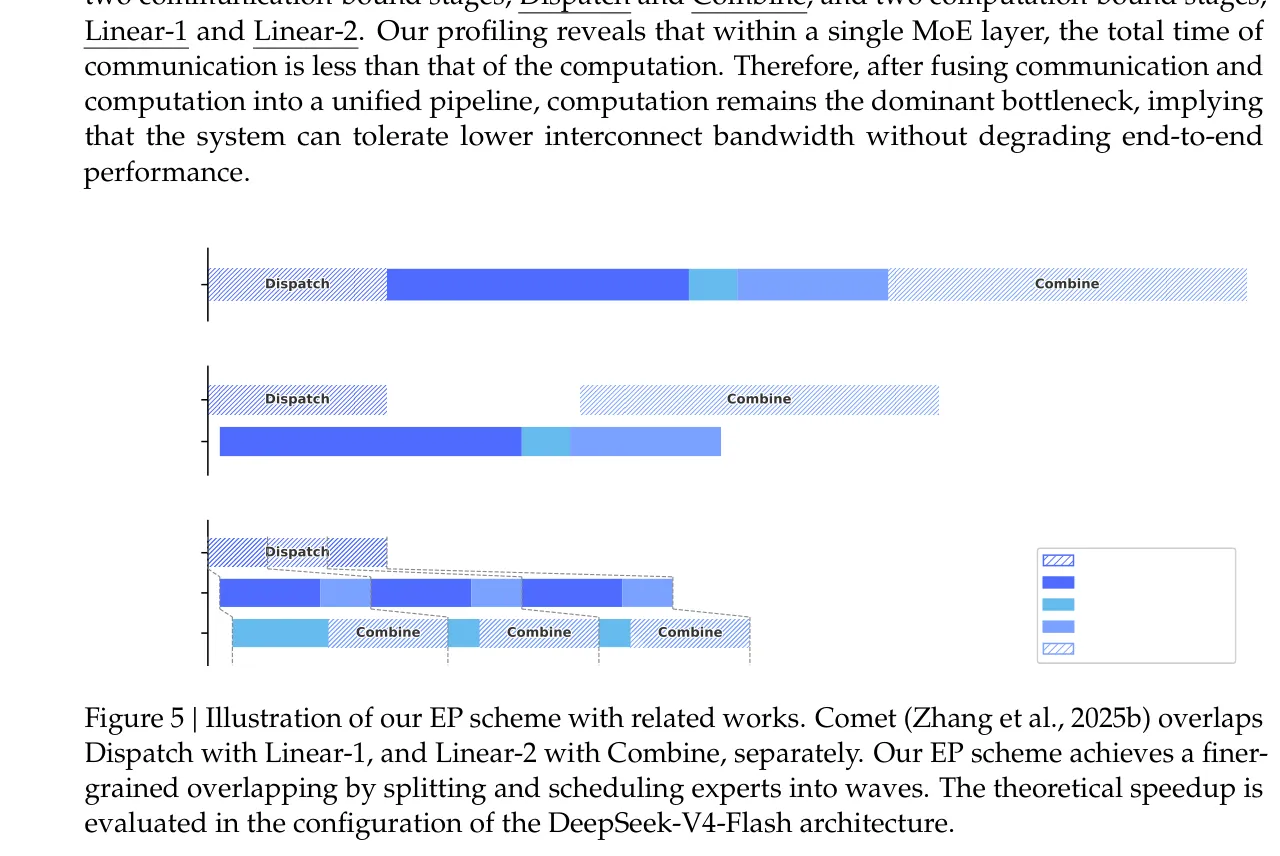 two communication-bound stages, Dispatch and Combine, and two computation-bound stages,
Linear-1 and Linear-2. Our profiling reveals that within a single MoE layer, the total time of
communication is less than that of the computation. Therefore, after fusing communication and
computation into a unified pipeline, computation remains the dominant bottleneck, implying
that the system can tolerate lower interconnect bandwidth without degrading end-to-end
performance.
Dispatch
Combine
Dispatch
Combine
Dispatch
Combine
Combine
Combine
Figure 5 | Illustration of our EP scheme with related works. Comet (Zhang et al., 2025b) overlaps
Dispatch with Linear-1, and Linear-2 with Combine, separately. Our EP scheme achieves a finer-
grained overlapping by splitting and scheduling experts into waves. The theoretical speedup is
evaluated in the configuration of the DeepSeek-V4-Flash architecture.